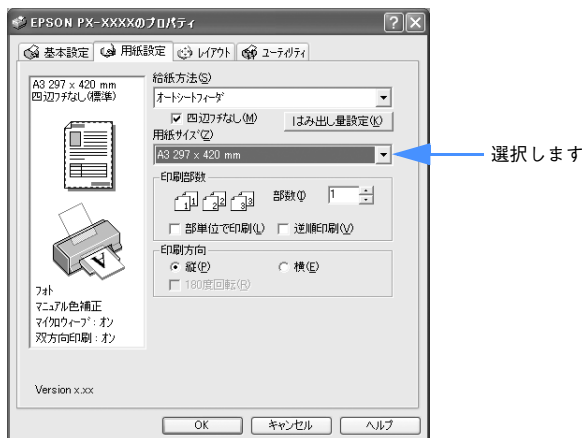 EPSON PX-XXXXのプロパティ
基本設定 用紙設定 レイアウト ユーティリティ
A3 297 x 420 mm
四辺フチなし(標準)
給紙方法(S)
オートシートフィーダ
四辺フチなし(M) はみ出し量設定(K)
用紙サイズ(Z)
A3 297 x 420 mm
選択します
印刷部数
部数(I) 1
部単位で印刷(L) 逆順印刷(V)
印刷方向
縦(P) 横(E)
180度回転(R)
フォト
マニュアル色補正
マイクロウィーブ: オン
双方向印刷: オン
Version x.xx
OK キャンセル ヘルプ